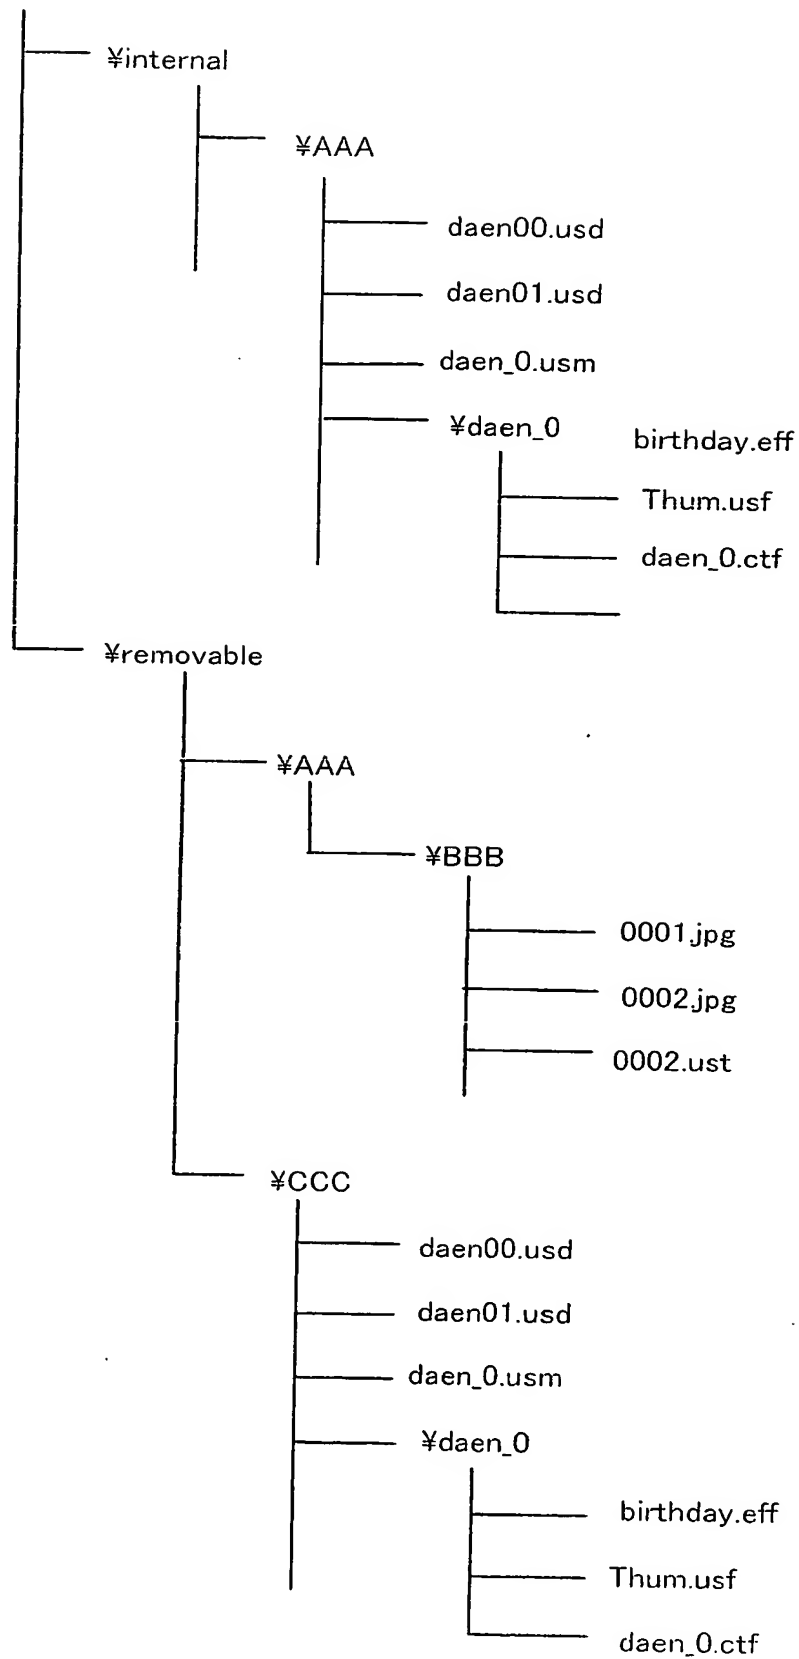 ¥internal
¥AAA
daen00.usd
daen01.usd
daen_0.usm
¥daen_0
birthday.eff
Thum.usf
daen_0.ctf
¥removable
¥AAA
¥BBB
0001.jpg
0002.jpg
0002.ust
¥CCC
daen00.usd
daen01.usd
daen_0.usm
¥daen_0
birthday.eff
Thum.usf
daen_0.ctf